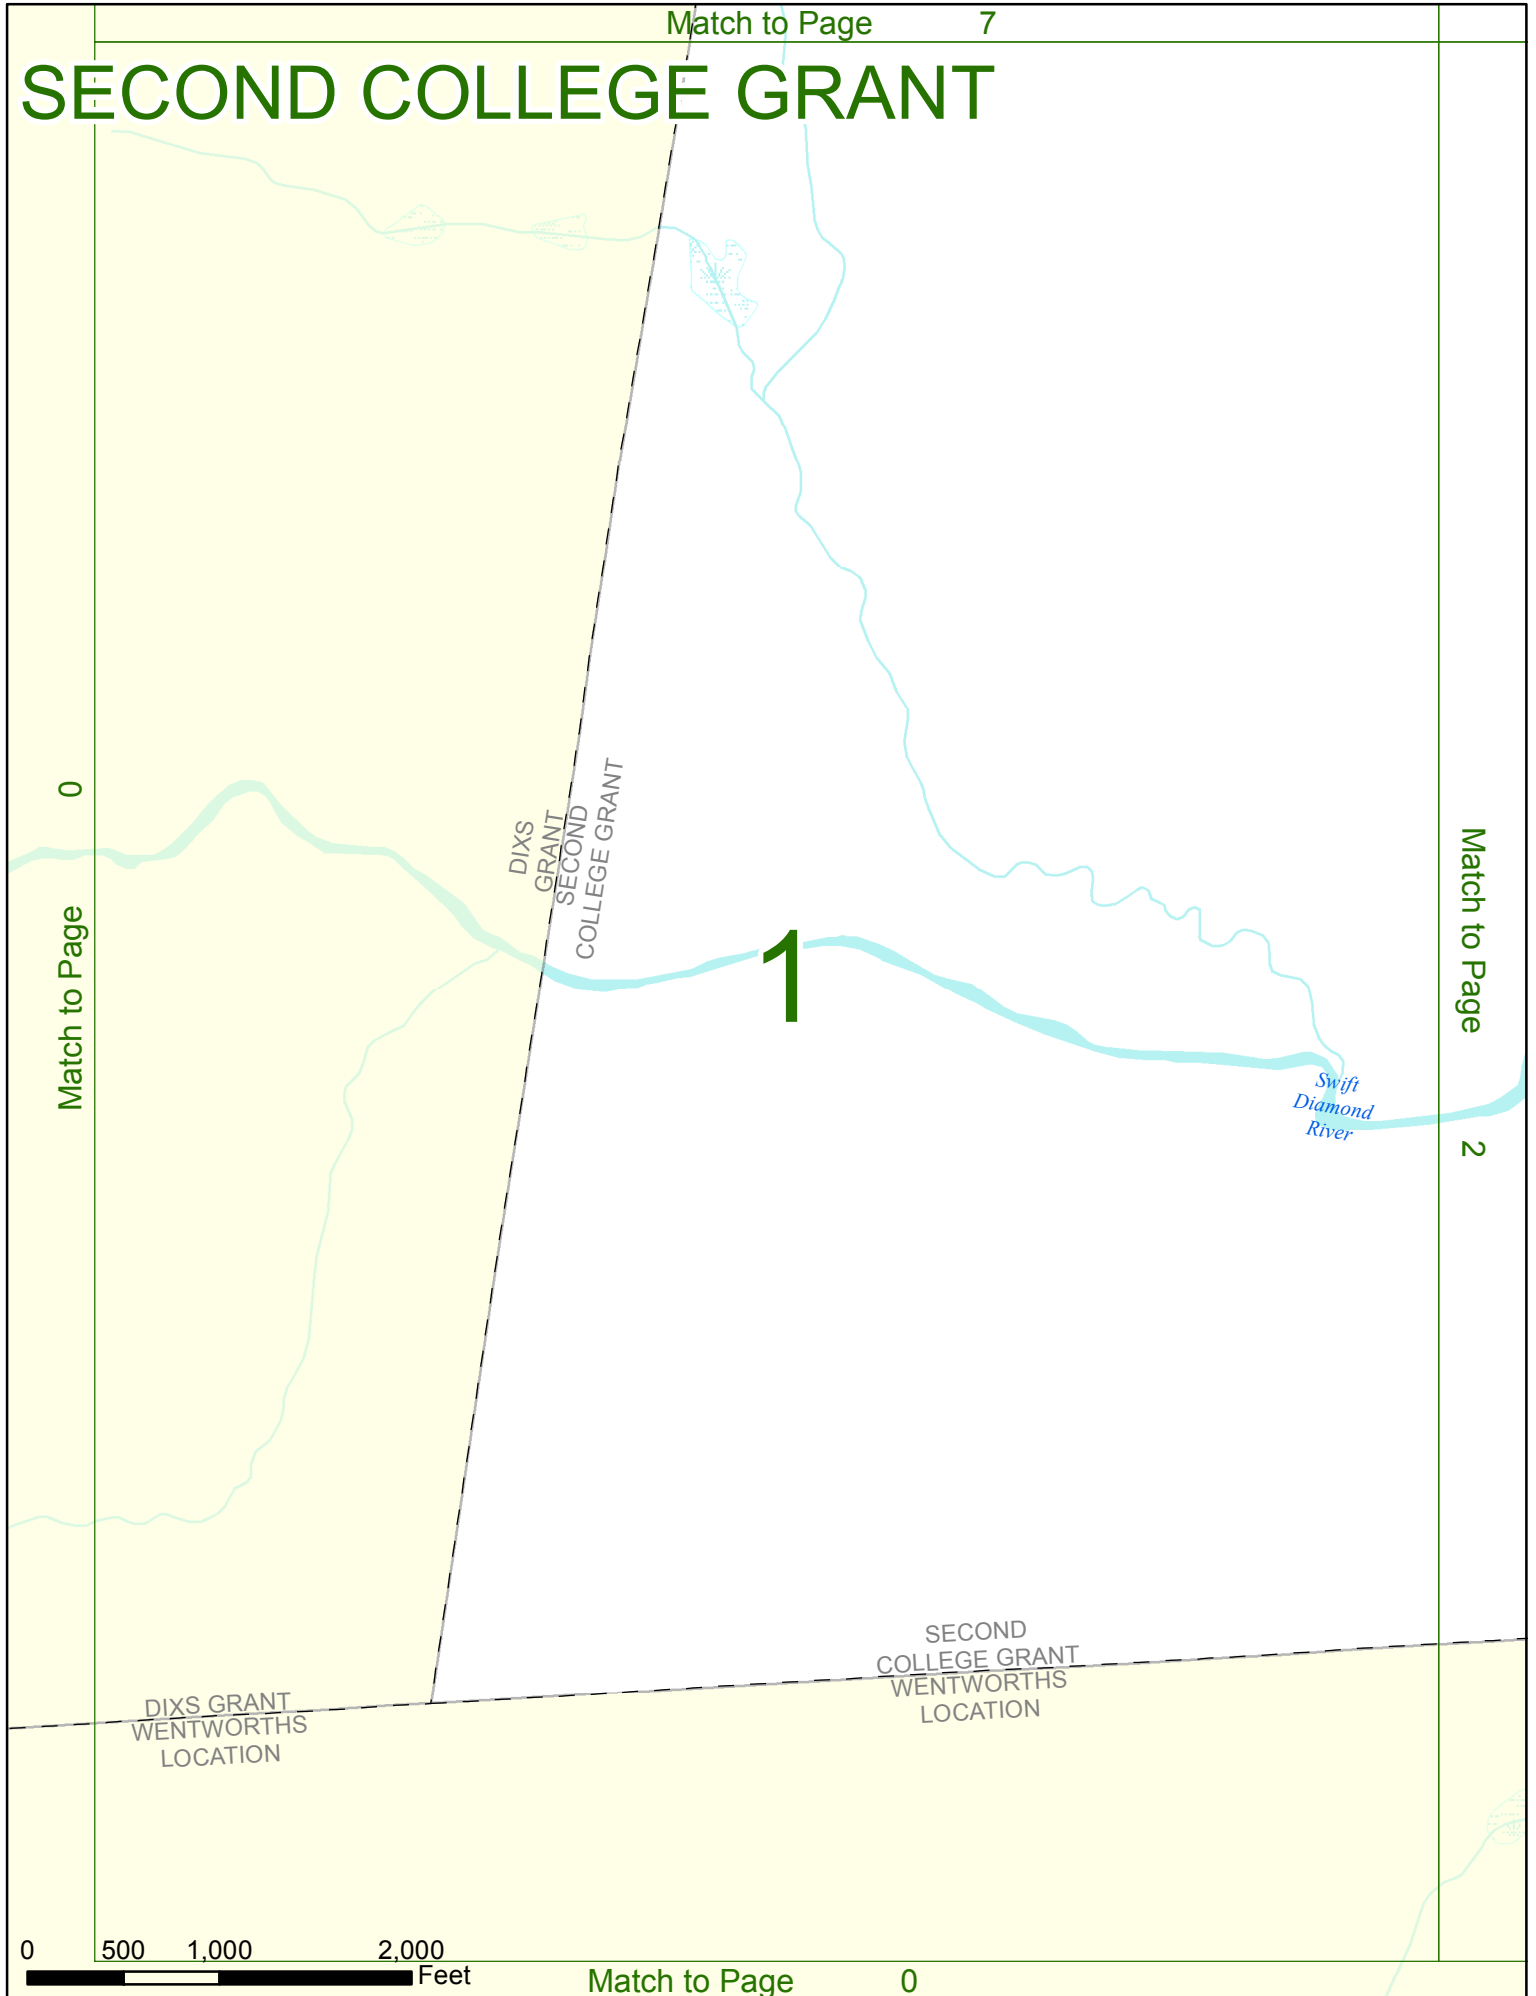 Match to Page 7
SECOND COLLEGE GRANT
DIXS
GRANT
SECOND
COLLEGE GRANT
Match to Page 0
1
Match to Page 2
Swift
Diamond
River
SECOND
COLLEGE GRANT
WENTWORTHS
LOCATION
DIXS GRANT
WENTWORTHS
LOCATION
0 500 1,000 2,000
Feet
Match to Page 0